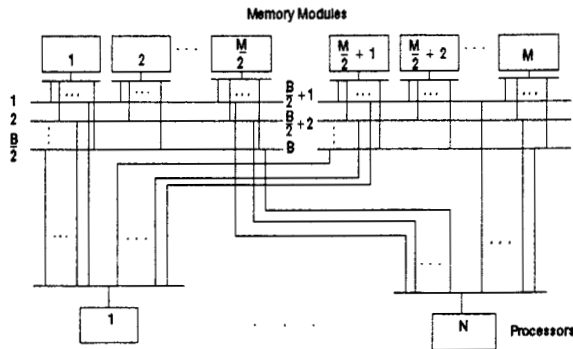 Memory Modules
1 2 ... M/2 M/2 + 1 M/2 + 2 ... M
... ... ... ... ... ...
1 B/2 + 1
2 B/2 + 2
B/2 B
... ... ... ...
1 . . . . N Processors